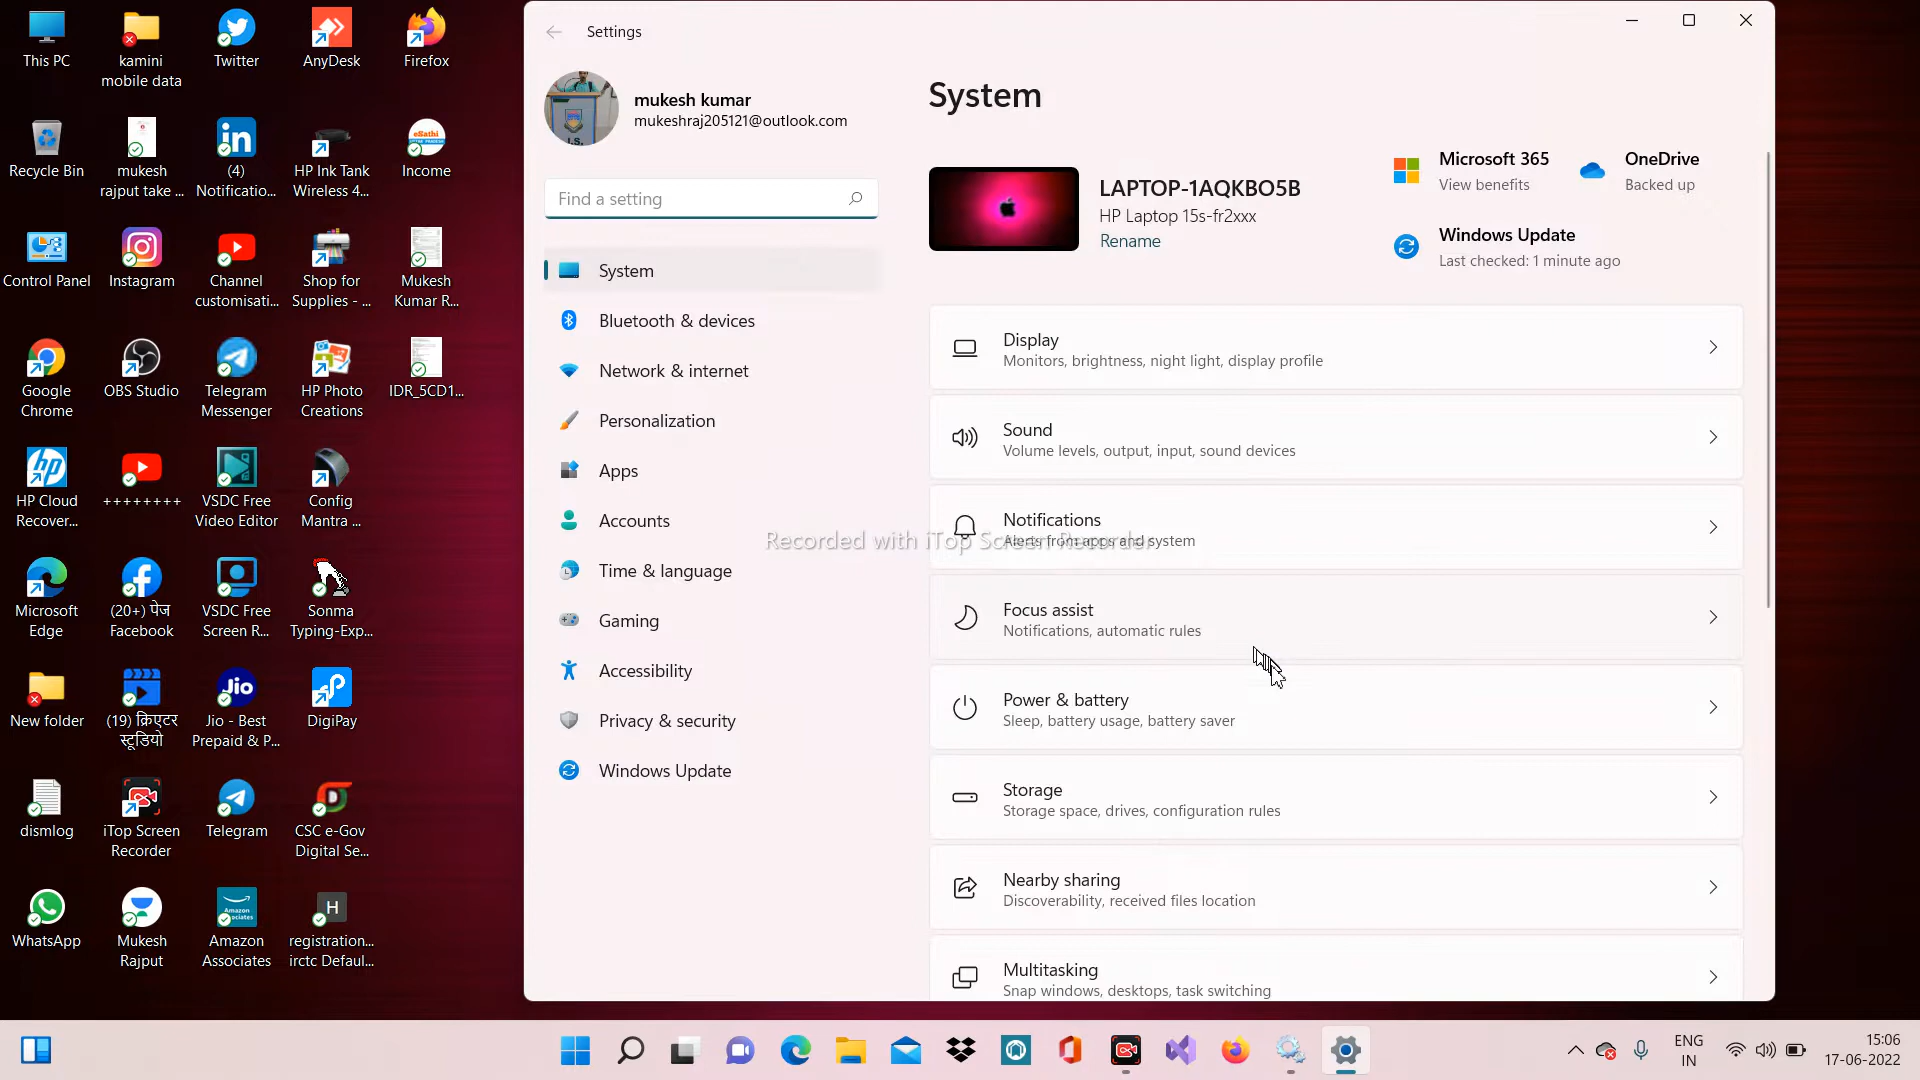 This PC
kamini
mobile data
Twitter
AnyDesk
Firefox
Recycle Bin
mukesh
rajput take ...
in
(4)
Notificatio...
HP Ink Tank
Wireless 4...
eSathi
Income
Control Panel
Instagram
Channel
customisati...
Shop for
Supplies - ...
Mukesh
Kumar R...
Google
Chrome
OBS Studio
Telegram
Messenger
HP Photo
Creations
IDR_5CD1...
hp
HP Cloud
Recover...
++++++++
VSDC Free
Video Editor
Config
Mantra ...
Microsoft
Edge
(20+) पेज
Facebook
VSDC Free
Screen R...
Sonma
Typing-Exp...
New folder
(19) क्रिएटर
स्टूडियो
Jio
Jio - Best
Prepaid & P...
DigiPay
dismlog
iTop Screen
Recorder
Telegram
CSC e-Gov
Digital Se...
WhatsApp
Mukesh
Rajput
Amazon
Associates
H
registration...
irctc Defaul...
Settings
mukesh kumar
mukeshraj205121@outlook.com
Find a setting
System
Bluetooth & devices
Network & internet
Personalization
Apps
Accounts
Time & language
Gaming
Accessibility
Privacy & security
Windows Update
System
LAPTOP-1AQKBO5B
HP Laptop 15s-fr2xxx
Rename
Microsoft 365
View benefits
OneDrive
Backed up
Windows Update
Last checked: 1 minute ago
Display
Monitors, brightness, night light, display profile
Sound
Volume levels, output, input, sound devices
Notifications
Alerts from apps and system
Recorded with iTop Screen Recorder
Focus assist
Notifications, automatic rules
Power & battery
Sleep, battery usage, battery saver
Storage
Storage space, drives, configuration rules
Nearby sharing
Discoverability, received files location
Multitasking
Snap windows, desktops, task switching
ENG
IN
15:06
17-06-2022